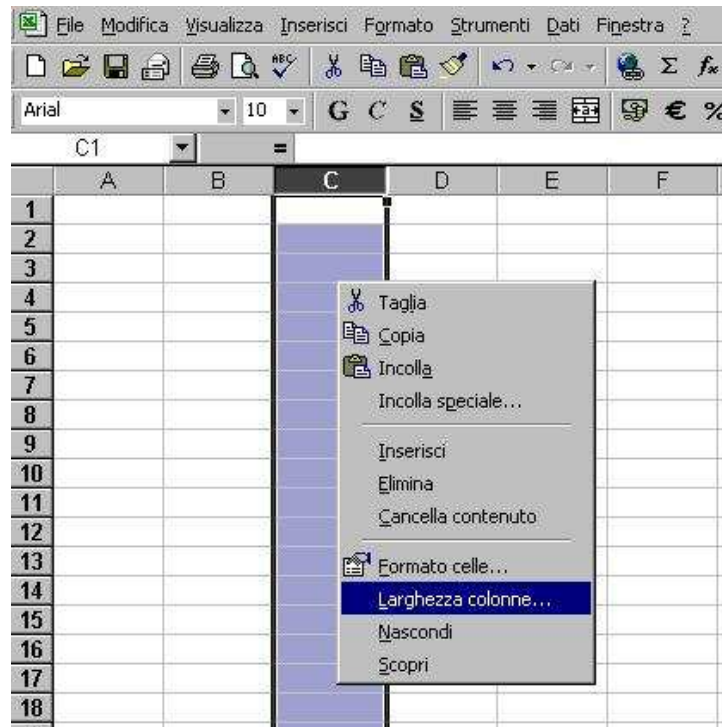 File Modifica Visualizza Inserisci Formato Strumenti Dati Finestra ?
ABC Σ fx
Arial 10 G C S a € %
C1 =
A B C D E F
1
2
3
4
5
6
7
8
9
10
11
12
13
14
15
16
17
18
Taglia
Copia
Incolla
Incolla speciale...
Inserisci
Elimina
Cancella contenuto
Formato celle...
Larghezza colonne...
Nascondi
Scopri